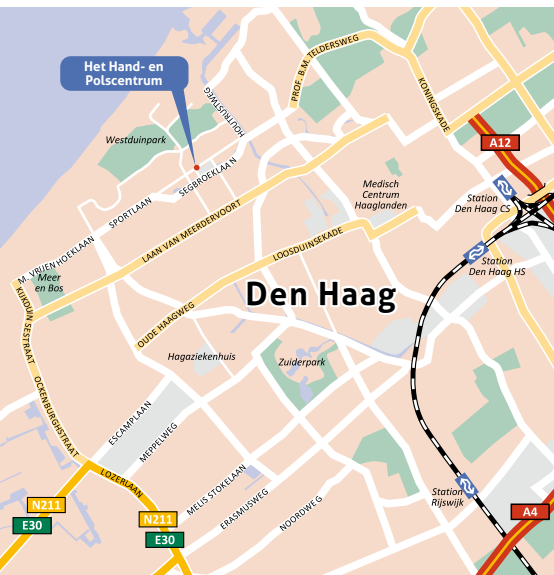 PROF. B.M. TELDERSWEG
Het Hand- en
Polscentrum
KONINGSKADE
HOUTRUSTWEG
Westduinpark
A12
SEGBROEKLAAN
Medisch
Centrum
Haaglanden
Station
Den Haag CS
SPORTLAAN
LAAN VAN MEERDERVOORT
M. VRIJENHOEKLAAN
LOOSDUINSEKADE
Station
Den Haag HS
Meer
en Bos
Den Haag
KIJKDUINSESTRAAT
OUDE HAAGWEG
Hagaziekenhuis
Zuiderpark
OCKENBURGHSTRAAT
ESCAMPLAAN
MEPPELWEG
LOZERLAAN
MELIS STOKELAAN
ERASMUSWEG
NOORDWEG
Station
Rijswijk
N211
E30
N211
E30
A4